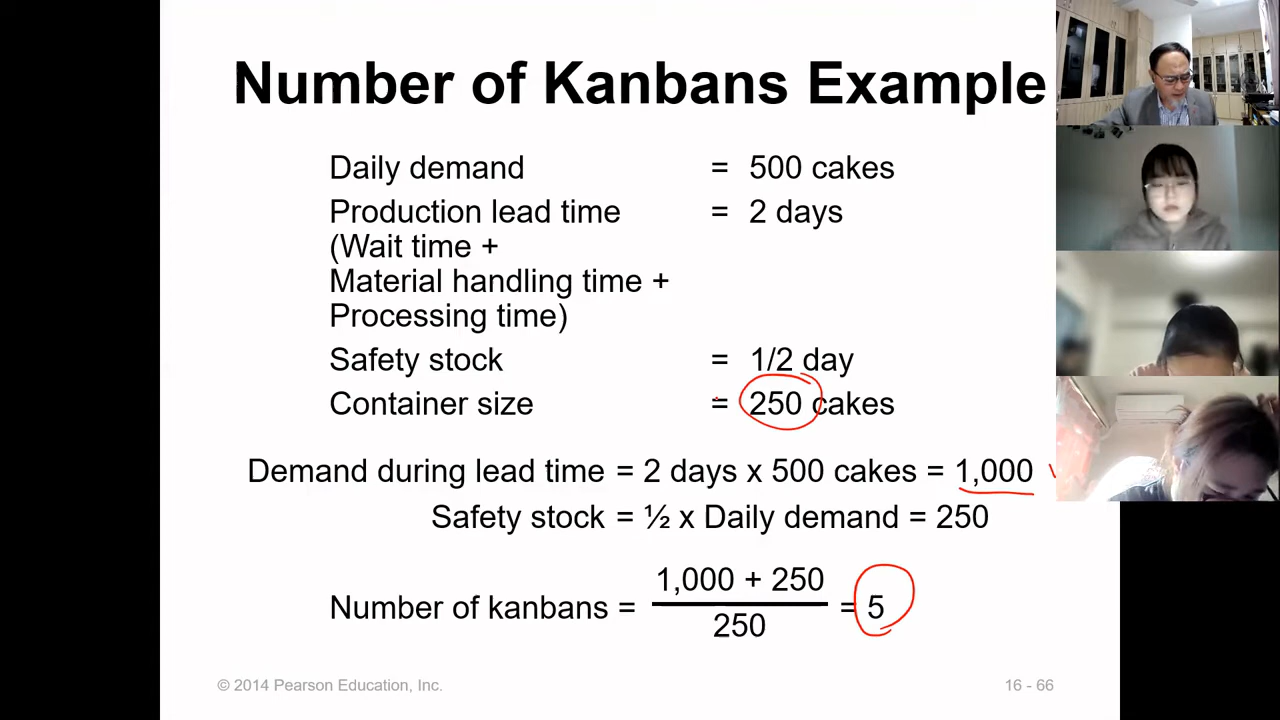 Number of Kanbans Example
Daily demand = 500 cakes
Production lead time = 2 days
(Wait time +
Material handling time +
Processing time)
Safety stock = 1/2 day
Container size = 250 cakes
Demand during lead time = 2 days x 500 cakes = 1,000
Safety stock = ½ x Daily demand = 250
Number of kanbans = 1,000 + 250
250
= 5
© 2014 Pearson Education, Inc. 16 - 66